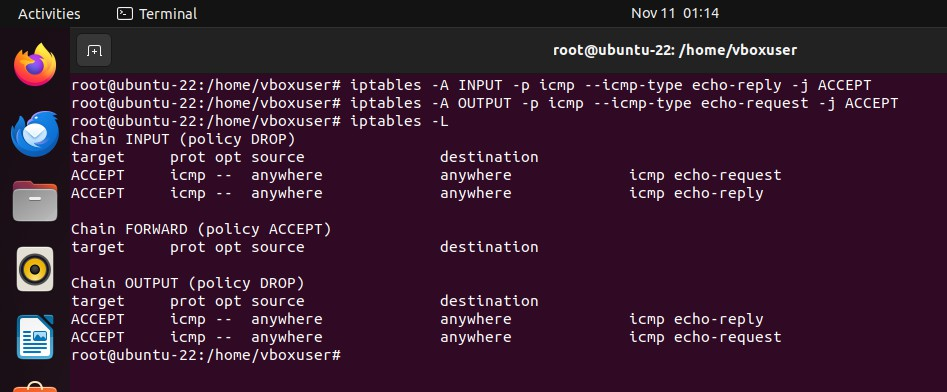 Activities Terminal Nov 11 01:14
root@ubuntu-22: /home/vboxuser
root@ubuntu-22:/home/vboxuser# iptables -A INPUT -p icmp --icmp-type echo-reply -j ACCEPT
root@ubuntu-22:/home/vboxuser# iptables -A OUTPUT -p icmp --icmp-type echo-request -j ACCEPT
root@ubuntu-22:/home/vboxuser# iptables -L
Chain INPUT (policy DROP)
target     prot opt source               destination
ACCEPT     icmp --  anywhere             anywhere             icmp echo-request
ACCEPT     icmp --  anywhere             anywhere             icmp echo-reply
Chain FORWARD (policy ACCEPT)
target     prot opt source               destination
Chain OUTPUT (policy DROP)
target     prot opt source               destination
ACCEPT     icmp --  anywhere             anywhere             icmp echo-reply
ACCEPT     icmp --  anywhere             anywhere             icmp echo-request
root@ubuntu-22:/home/vboxuser#